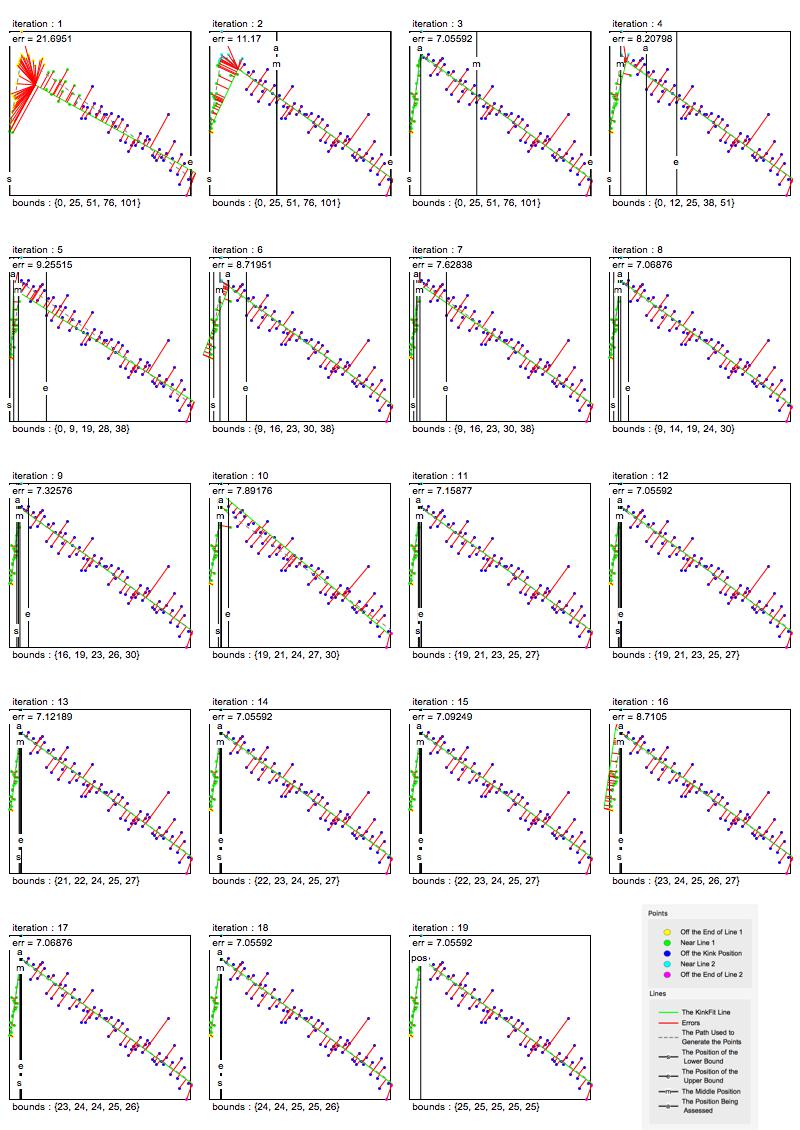 iteration : 1
err = 21.6951
e
s
bounds : {0, 25, 51, 76, 101}
iteration : 2
err = 11.17
a
m
e
s
bounds : {0, 25, 51, 76, 101}
iteration : 3
err = 7.05592
a
m
e
s
bounds : {0, 25, 51, 76, 101}
iteration : 4
err = 8.20798
a
m
e
s
bounds : {0, 12, 25, 38, 51}
iteration : 5
err = 9.25515
a
m
e
s
bounds : {0, 9, 19, 28, 38}
iteration : 6
err = 8.71951
a
m
e
s
bounds : {9, 16, 23, 30, 38}
iteration : 7
err = 7.62838
a
m
e
s
bounds : {9, 16, 23, 30, 38}
iteration : 8
err = 7.06876
a
m
e
s
bounds : {9, 14, 19, 24, 30}
iteration : 9
err = 7.32576
a
m
e
s
bounds : {16, 19, 23, 26, 30}
iteration : 10
err = 7.89176
a
m
e
s
bounds : {19, 21, 24, 27, 30}
iteration : 11
err = 7.15877
a
m
e
s
bounds : {19, 21, 23, 25, 27}
iteration : 12
err = 7.05592
a
m
e
s
bounds : {19, 21, 23, 25, 27}
iteration : 13
err = 7.12189
a
m
e
s
bounds : {21, 22, 24, 25, 27}
iteration : 14
err = 7.05592
a
m
e
s
bounds : {22, 23, 24, 25, 27}
iteration : 15
err = 7.09249
a
m
e
s
bounds : {22, 23, 24, 25, 27}
iteration : 16
err = 8.7105
a
m
e
s
bounds : {23, 24, 25, 26, 27}
iteration : 17
err = 7.06876
a
m
e
s
bounds : {23, 24, 24, 25, 26}
iteration : 18
err = 7.05592
a
m
e
s
bounds : {24, 24, 25, 25, 26}
iteration : 19
err = 7.05592
pos
bounds : {25, 25, 25, 25, 25}
Points
Off the End of Line 1
Near Line 1
Off the Kink Position
Near Line 2
Off the End of Line 2
Lines
The KinkFit Line
Errors
The Path Used to
Generate the Points
s
The Position of the
Lower Bound
e
The Position of the
Upper Bound
m
The Middle Position
a
The Position Being
Assessed